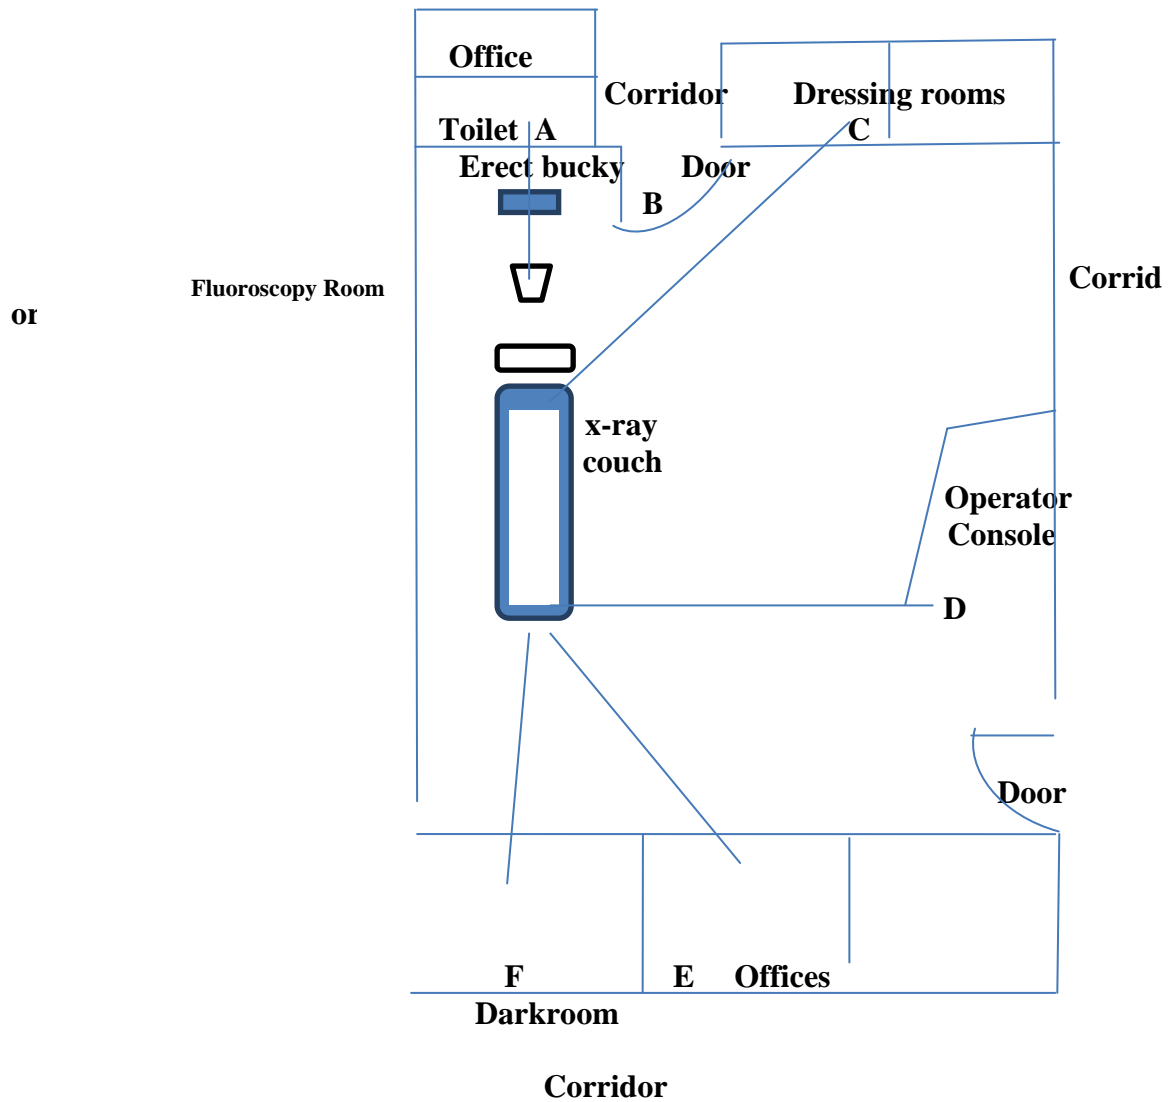 Office
Corridor
Dressing rooms
Toilet A
C
Erect bucky
Door
B
Fluoroscopy Room
Corrid
or
x-ray
couch
Operator
Console
D
Door
F
E
Offices
Darkroom
Corridor